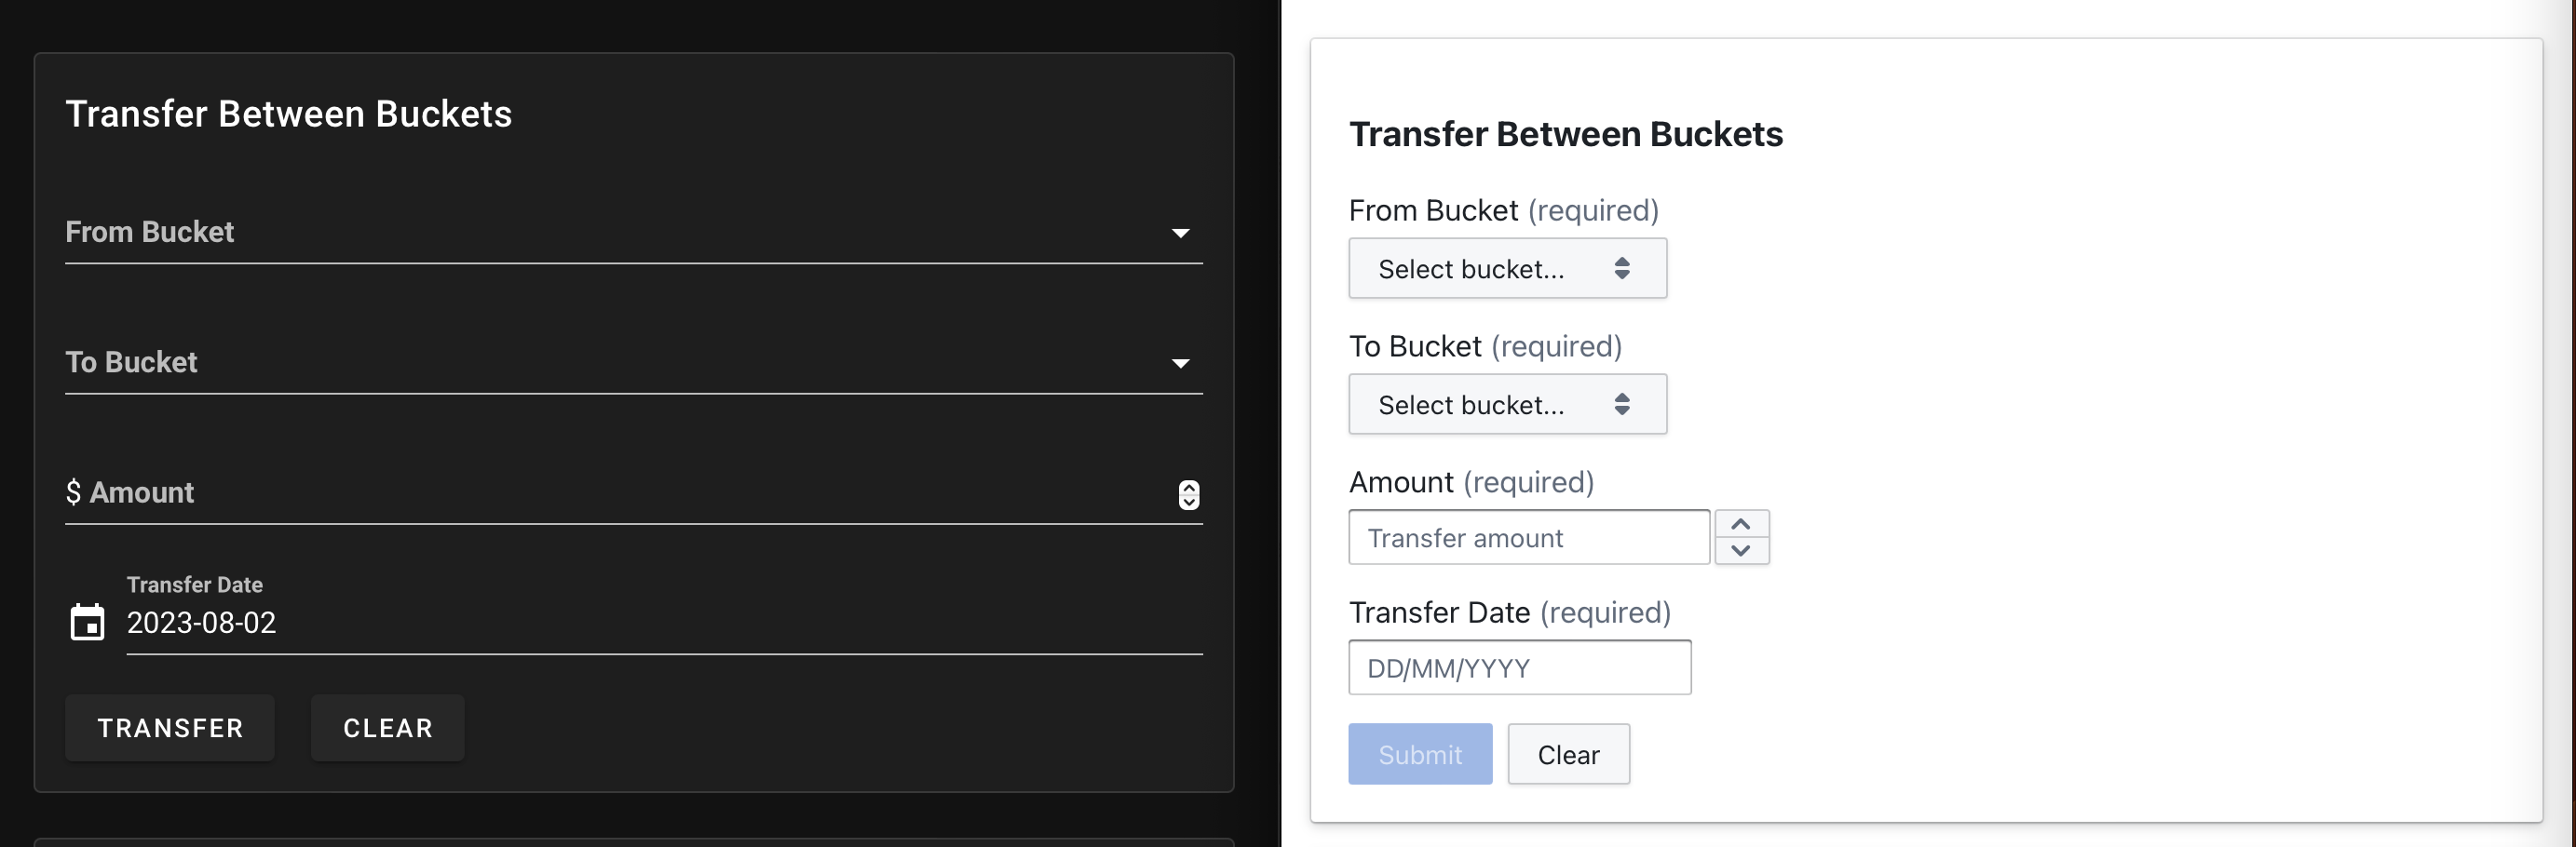 Transfer Between Buckets
From Bucket
To Bucket
$ Amount
Transfer Date
2023-08-02
TRANSFER CLEAR
Transfer Between Buckets
From Bucket (required)
Select bucket...
To Bucket (required)
Select bucket...
Amount (required)
Transfer amount
Transfer Date (required)
DD/MM/YYYY
Submit Clear